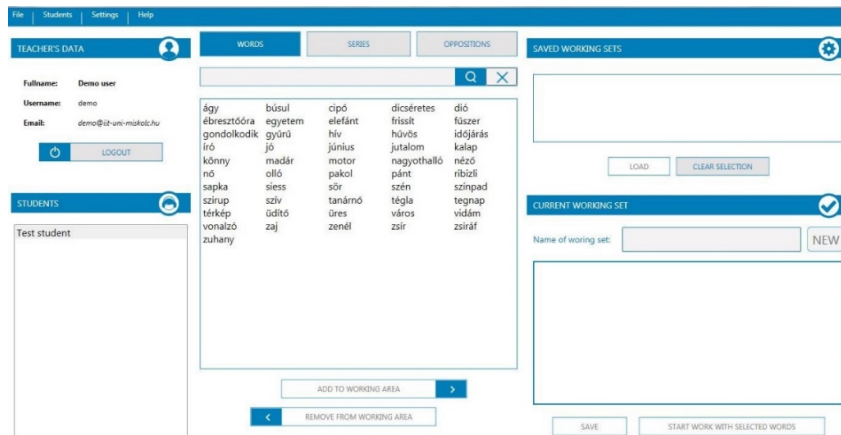 File | Students | Settings | Help
TEACHER'S DATA
Fullname: Demo user
Username: demo
Email: demo@iit-uni-miskolc.hu
LOGOUT
STUDENTS
Test student
WORDS SERIES OPPOSITIONS
ágy búsul cipó dicséretes dió
ébresztőóra egyetem elefánt frissít fűszer
gondolkodik gyűrű hív hűvös időjárás
író jó június jutalom kalap
könny madár motor nagyothalló néző
nő olló pakol pánt ribizli
sapka siess sör szén színpad
szirup szív tanárnő tégla tegnap
térkép üdítő üres város vidám
vonalzó zaj zenél zsír zsiráf
zuhany
ADD TO WORKING AREA >
< REMOVE FROM WORKING AREA
SAVED WORKING SETS
LOAD CLEAR SELECTION
CURRENT WORKING SET
Name of woring set: NEW
SAVE START WORK WITH SELECTED WORDS